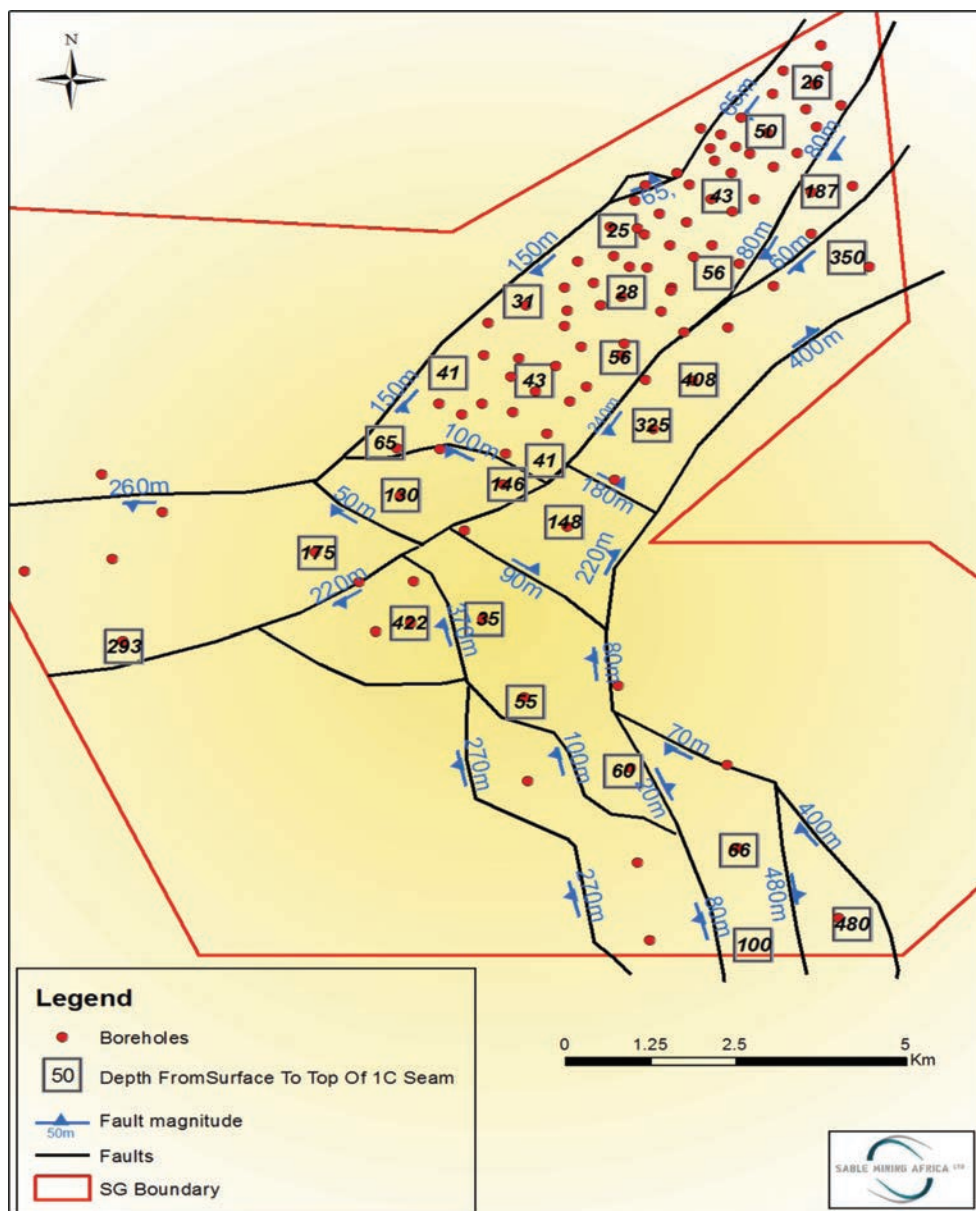 N
26
65m
50
80m
65,
43
187
25
80m
60m
350
150m
56
31
28
400m
56
41
43
408
150m
240m
325
65
100m
41
146
180m
130
260m
50m
148
175
220m
90m
220m
370m
35
422
293
80m
55
70m
270m
100m
60
20m
400m
66
270m
480m
80m
480
100
Legend
Boreholes
50 Depth FromSurface To Top Of 1C Seam
50m Fault magnitude
Faults
SG Boundary
0 1.25 2.5 5
Km
SABLE MINING AFRICA LTD